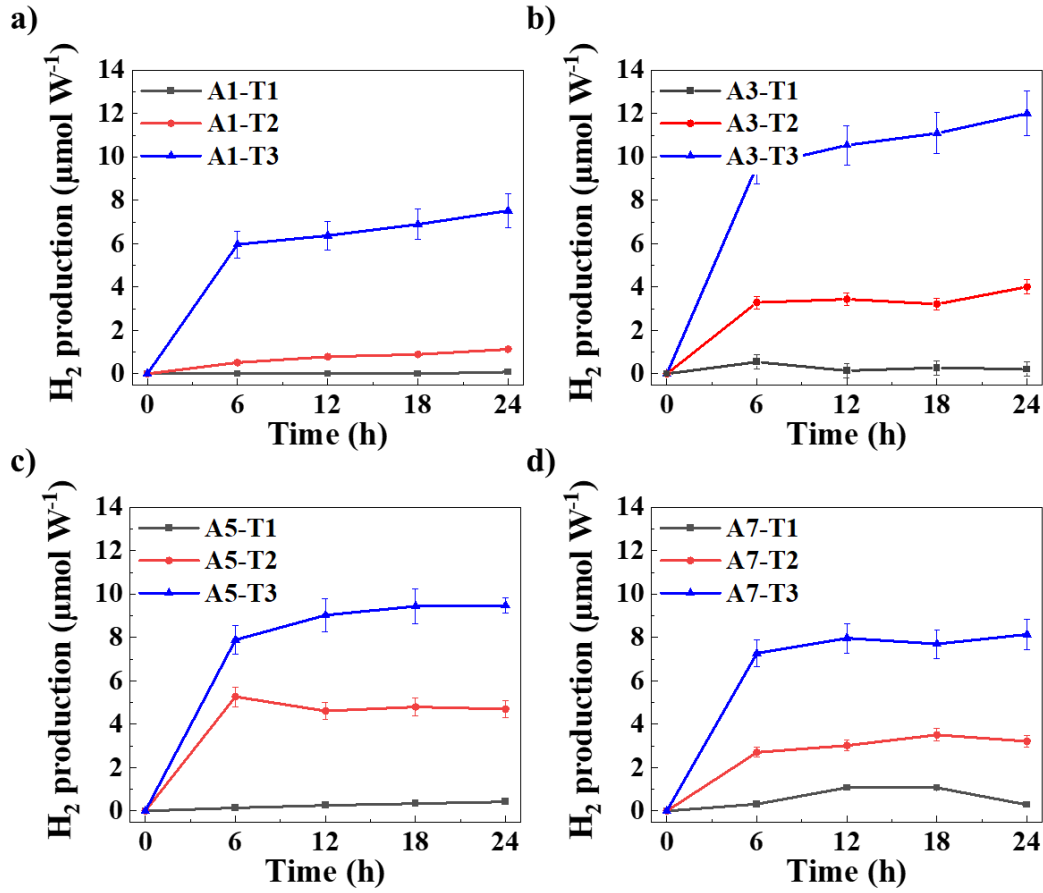 a)
H₂ production (μmol W⁻¹)
14
12
10
8
6
4
2
0
A1-T1
A1-T2
A1-T3
0 6 12 18 24
Time (h)
b)
H₂ production (μmol W⁻¹)
14
12
10
8
6
4
2
0
A3-T1
A3-T2
A3-T3
0 6 12 18 24
Time (h)
c)
H₂ production (μmol W⁻¹)
14
12
10
8
6
4
2
0
A5-T1
A5-T2
A5-T3
0 6 12 18 24
Time (h)
d)
H₂ production (μmol W⁻¹)
14
12
10
8
6
4
2
0
A7-T1
A7-T2
A7-T3
0 6 12 18 24
Time (h)